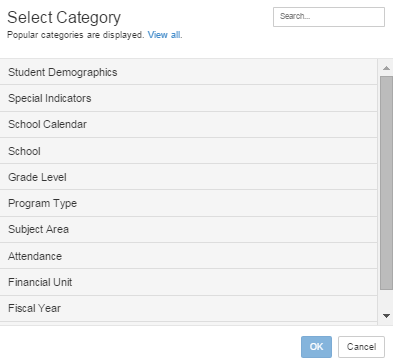 Select Category
Search...
Popular categories are displayed. View all.
Student Demographics
Special Indicators
School Calendar
School
Grade Level
Program Type
Subject Area
Attendance
Financial Unit
Fiscal Year
OK Cancel